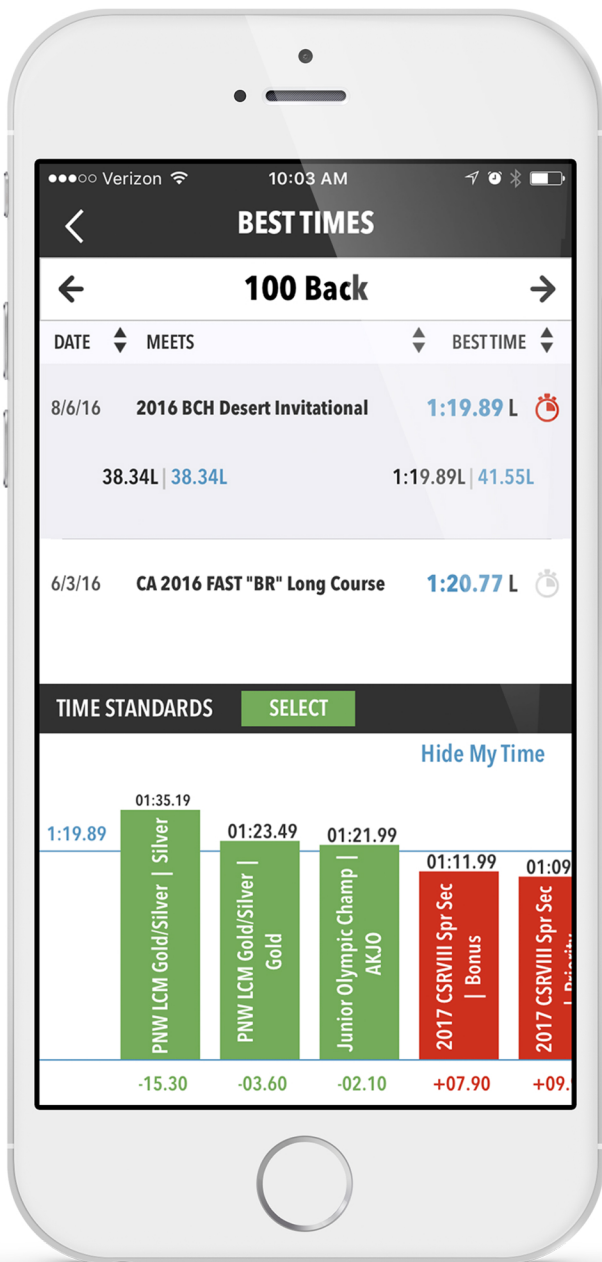 Verizon 10:03 AM
BEST TIMES
100 Back
DATE MEETS BEST TIME
8/6/16 2016 BCH Desert Invitational 1:19.89 L
38.34L | 38.34L 1:19.89L | 41.55L
6/3/16 CA 2016 FAST "BR" Long Course 1:20.77 L
TIME STANDARDS SELECT
Hide My Time
1:19.89
01:35.19
PNW LCM Gold/Silver | Silver
-15.30
01:23.49
PNW LCM Gold/Silver |
Gold
-03.60
01:21.99
Junior Olympic Champ |
AKJO
-02.10
01:11.99
2017 CSRVIII Spr Sec
| Bonus
+07.90
01:09
2017 CSRVIII Spr Sec
+09.